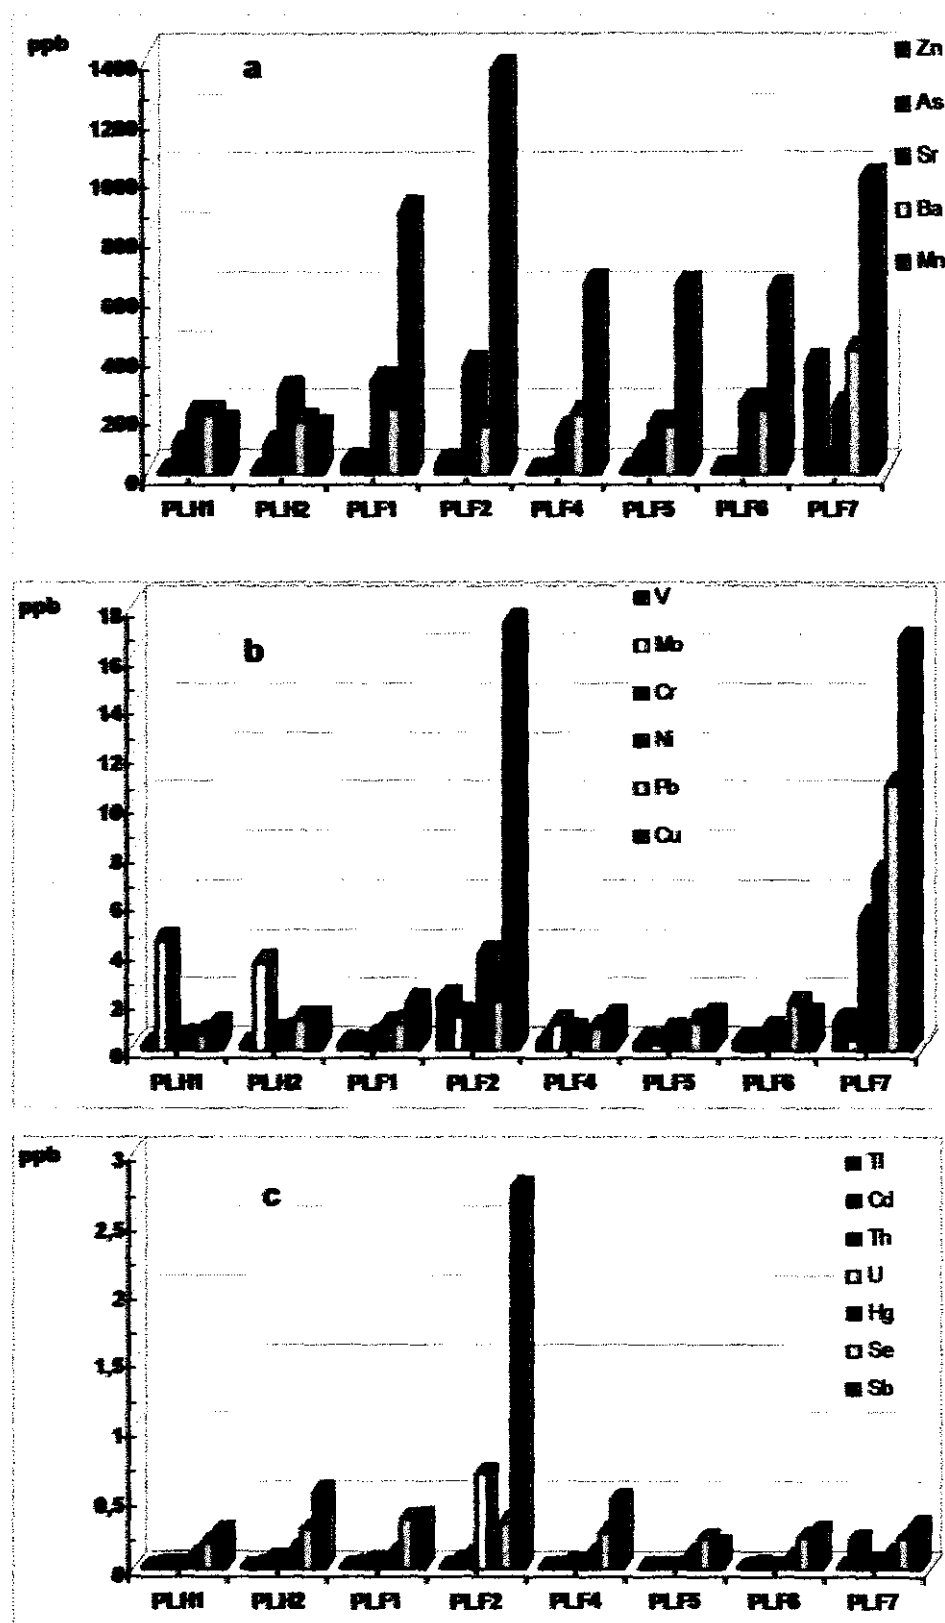 ppb
a
1400
1200
1000
800
600
400
200
0
Zn
As
Sr
Ba
Mn
PLH1 PLH2 PLF1 PLF2 PLF4 PLF5 PLF6 PLF7
ppb
b
18
16
14
12
10
8
6
4
2
0
V
Mo
Cr
Ni
Pb
Cu
PLH1 PLH2 PLF1 PLF2 PLF4 PLF5 PLF6 PLF7
ppb
c
3
2,5
2
1,5
1
0,5
0
Tl
Cd
Th
U
Hg
Se
Sb
PLH1 PLH2 PLF1 PLF2 PLF4 PLF5 PLF6 PLF7